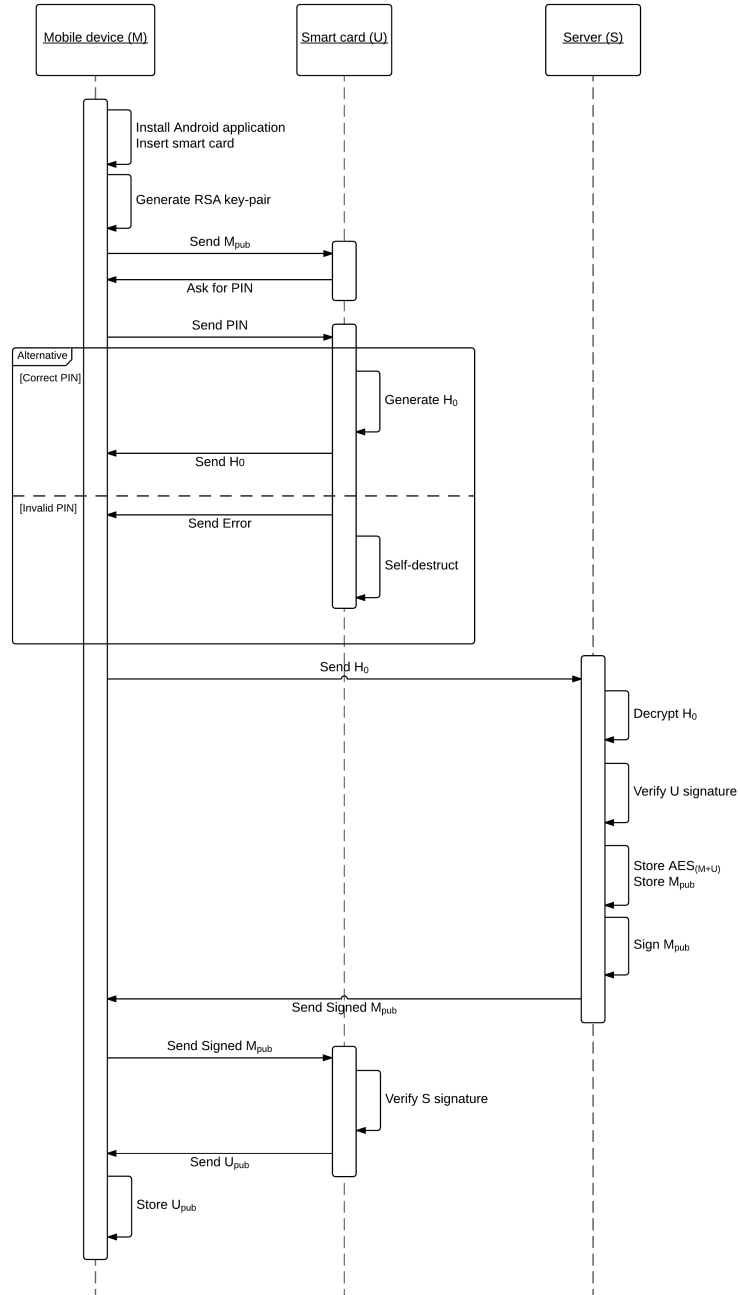 Mobile device (M)
Smart card (U)
Server (S)
Install Android application
Insert smart card
Generate RSA key-pair
Send Mpub
Ask for PIN
Send PIN
Alternative
[Correct PIN]
Generate H0
Send H0
[Invalid PIN]
Send Error
Self-destruct
Send H0
Decrypt H0
Verify U signature
Store AES(M+U)
Store Mpub
Sign Mpub
Send Signed Mpub
Send Signed Mpub
Verify S signature
Send Upub
Store Upub